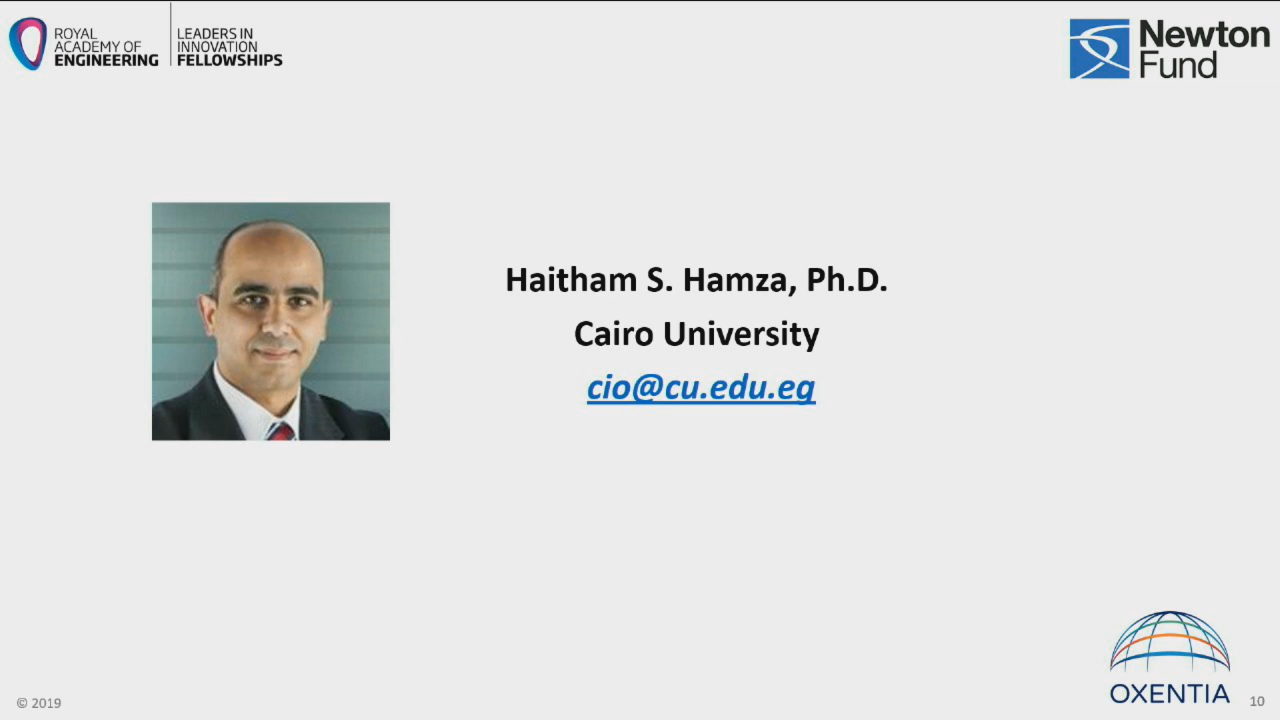 ROYAL
ACADEMY OF
ENGINEERING
LEADERS IN
INNOVATION
FELLOWSHIPS
Newton
Fund
Haitham S. Hamza, Ph.D.
Cairo University
cio@cu.edu.eg
OXENTIA
© 2019
10